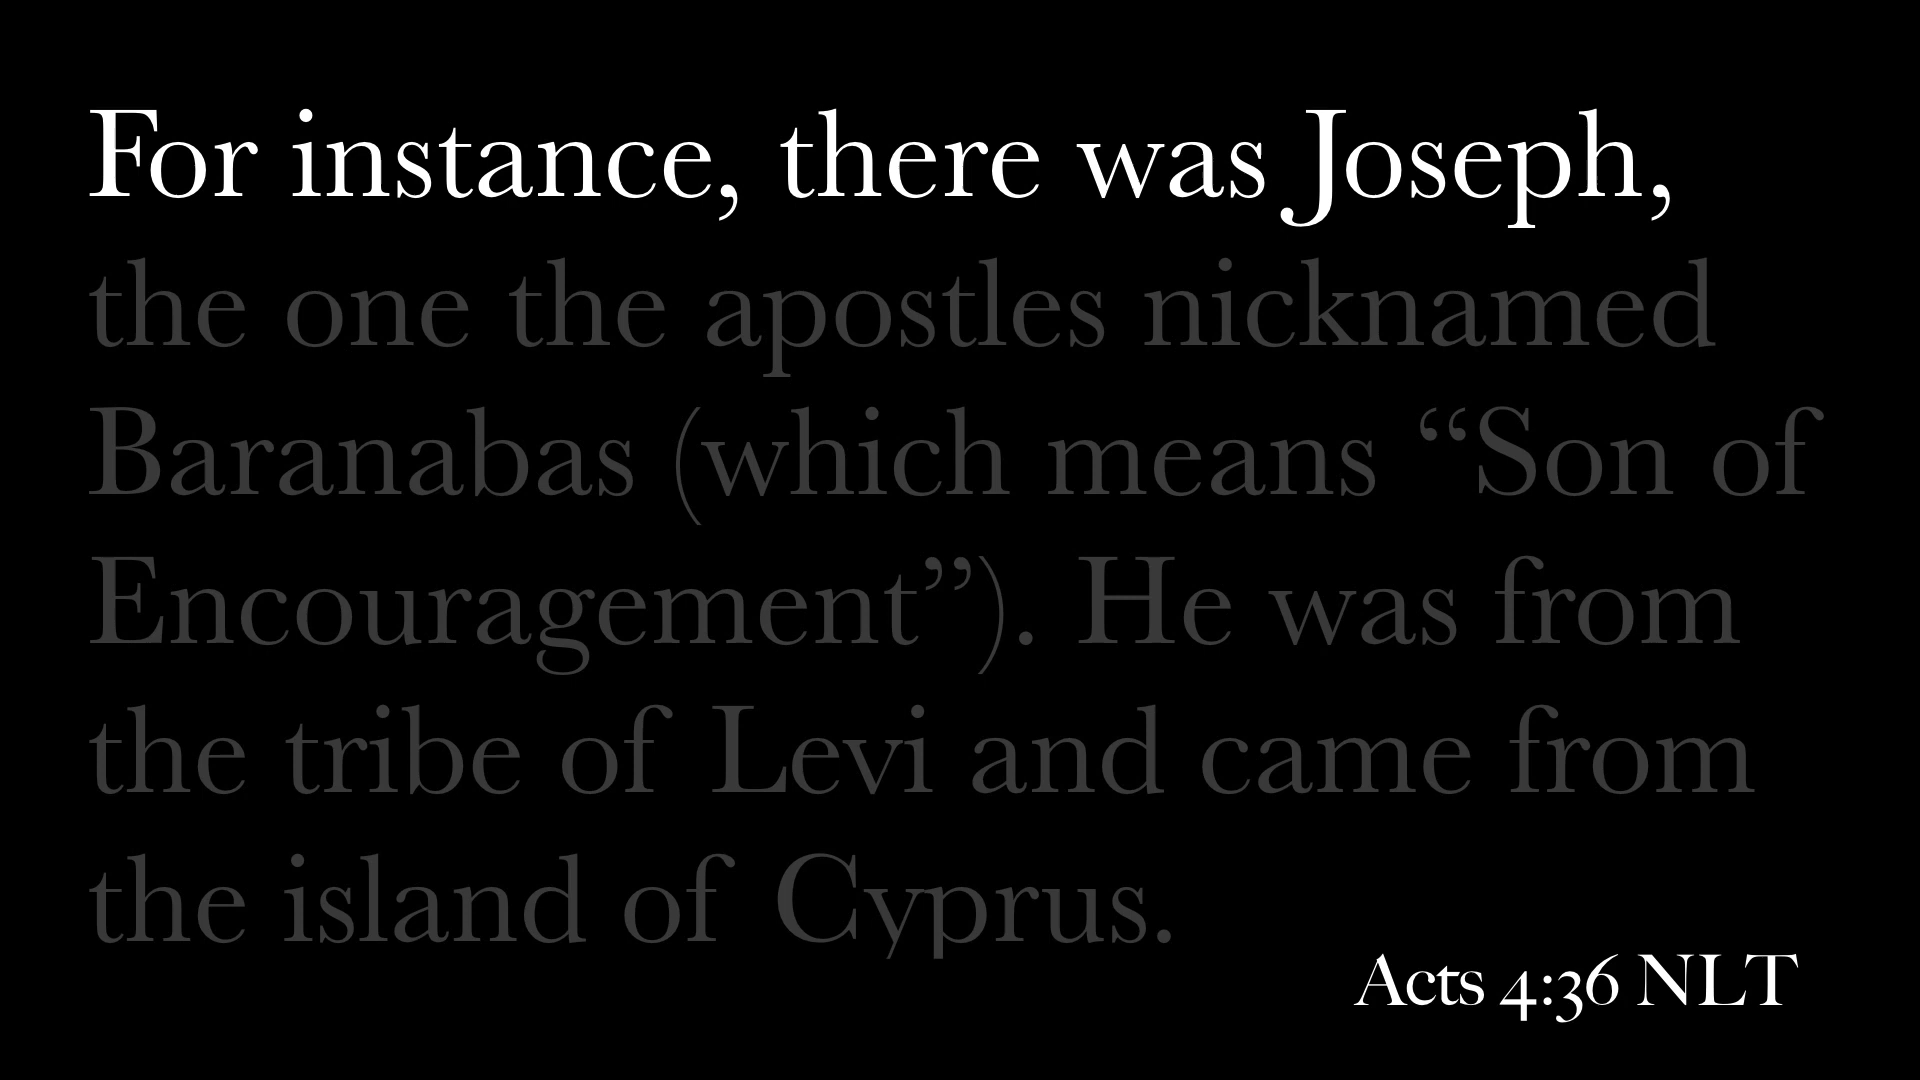 For instance, there was Joseph,
the one the apostles nicknamed
Baranabas (which means “Son of
Encouragement”). He was from
the tribe of Levi and came from
the island of Cyprus.
Acts 4:36 NLT